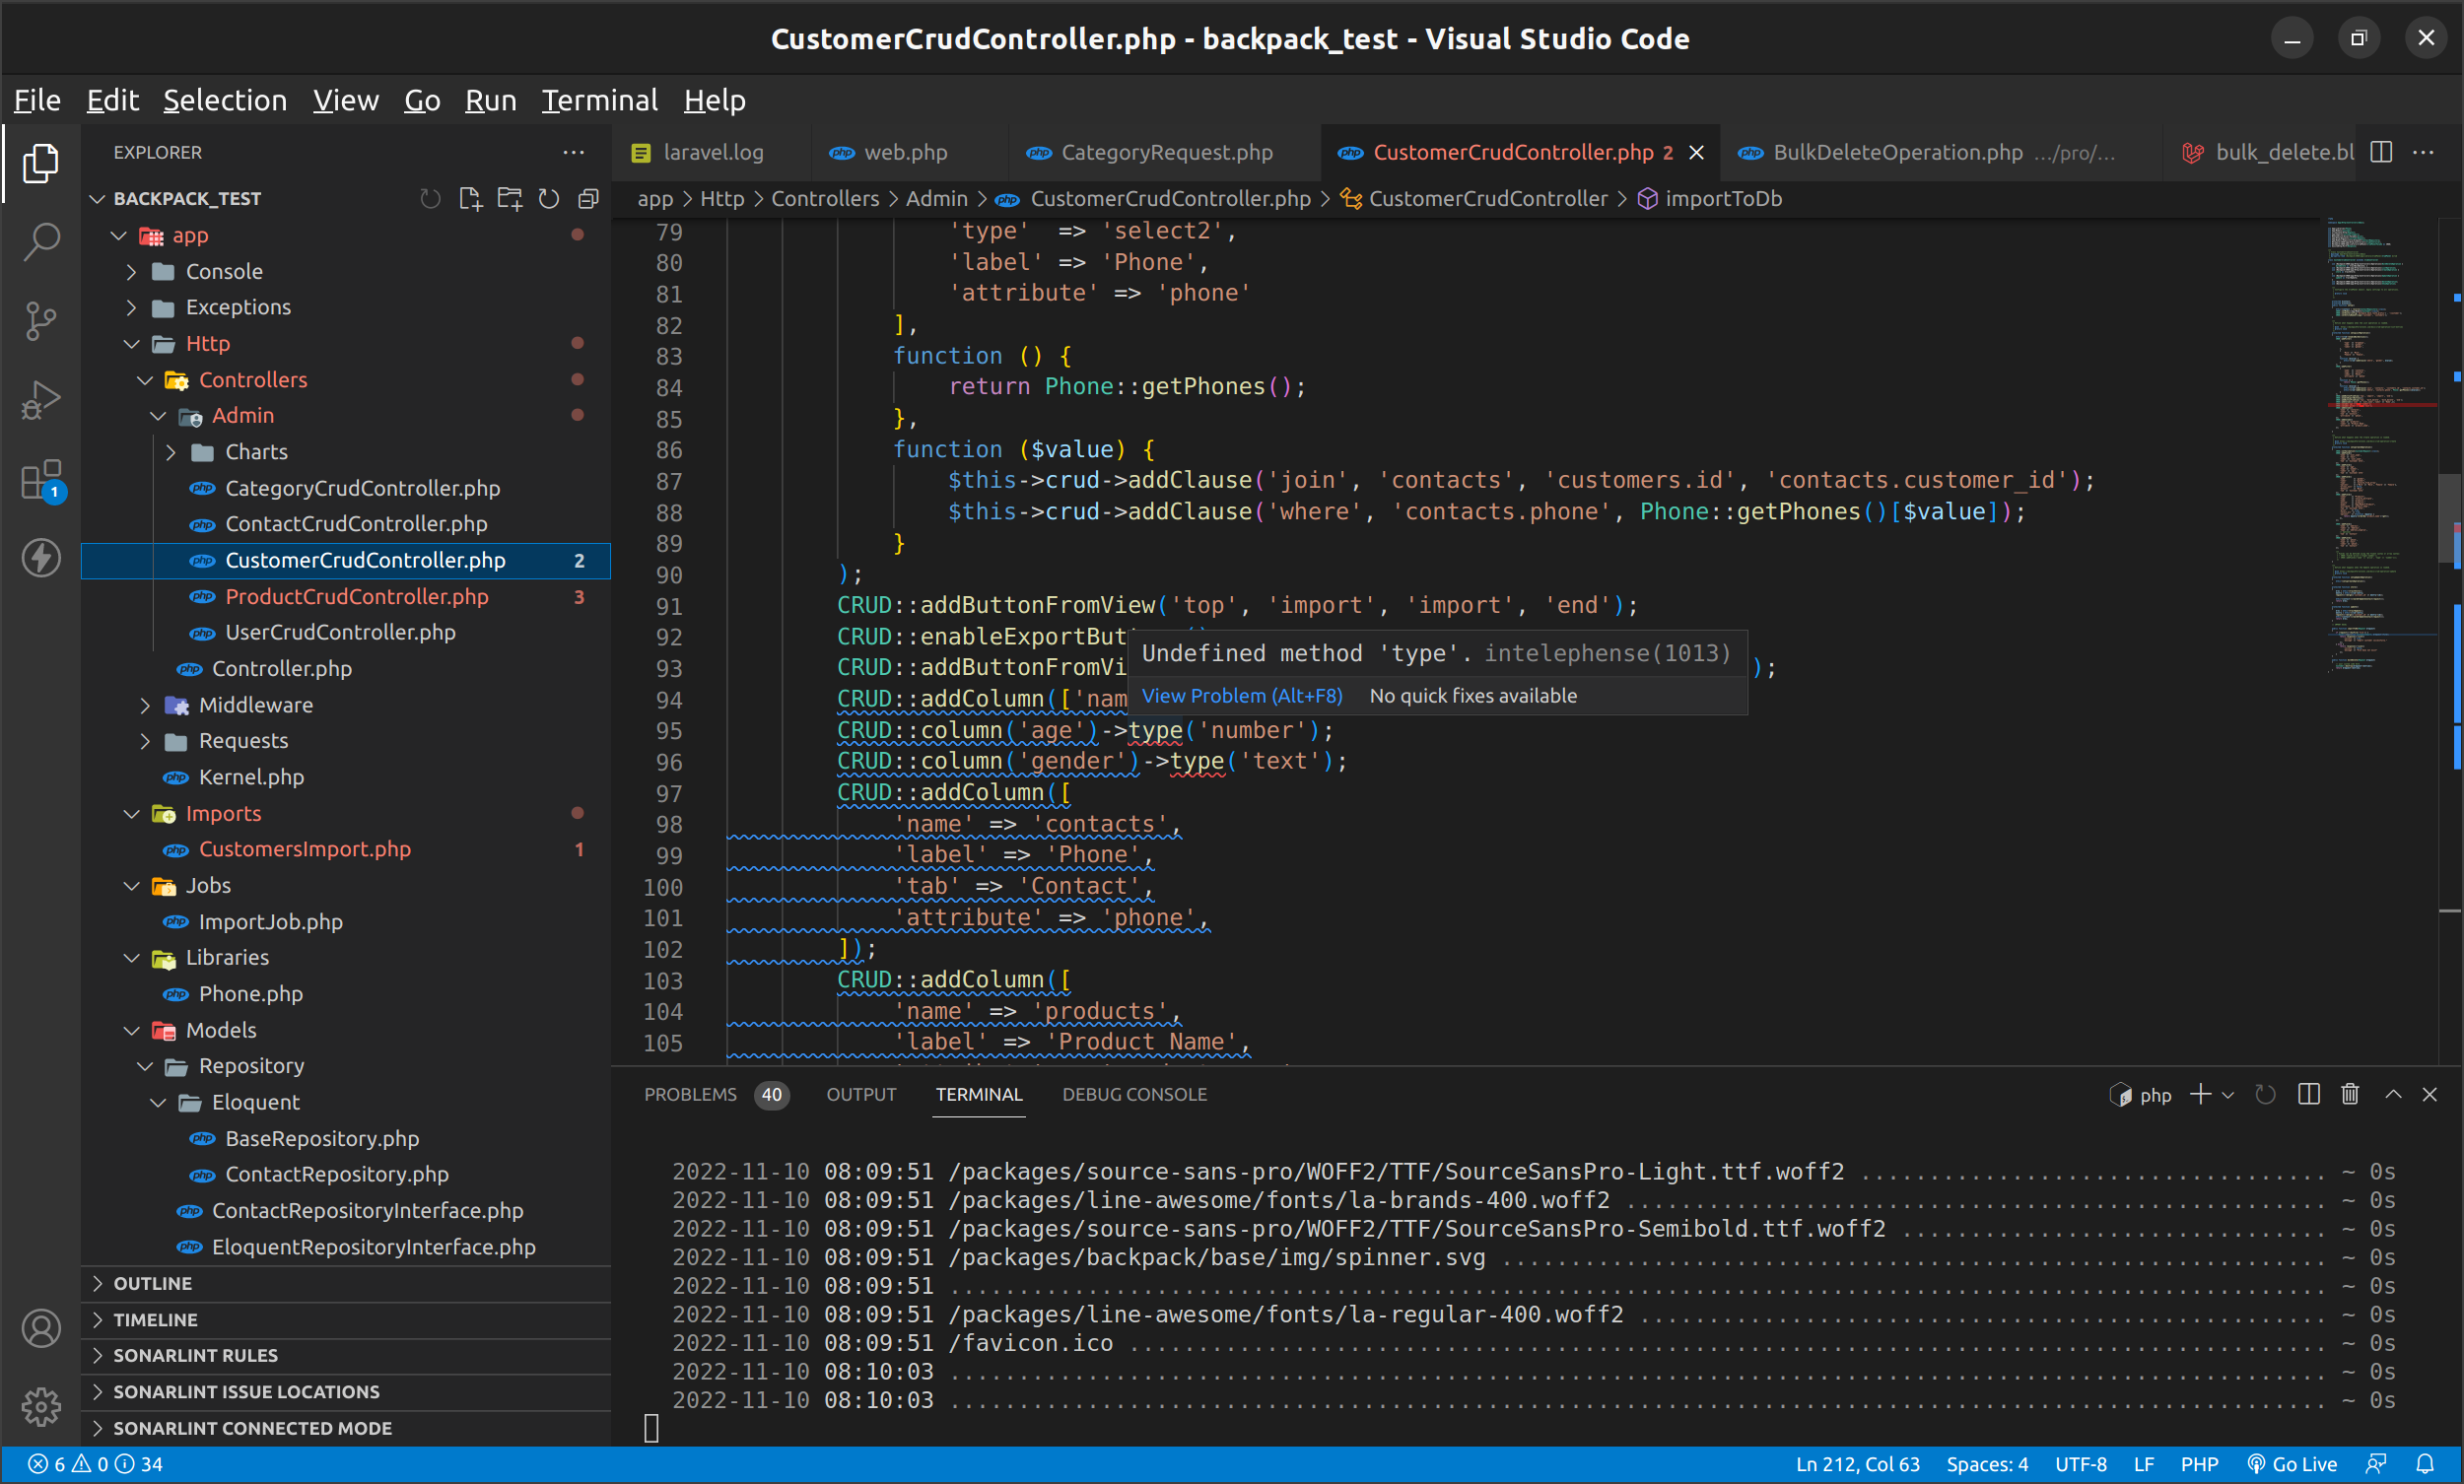 CustomerCrudController.php - backpack_test - Visual Studio Code
File Edit Selection View Go Run Terminal Help
EXPLORER
BACKPACK_TEST
app
Console
Exceptions
Http
Controllers
Admin
Charts
CategoryCrudController.php
ContactCrudController.php
CustomerCrudController.php 2
ProductCrudController.php 3
UserCrudController.php
Controller.php
Middleware
Requests
Kernel.php
Imports
CustomersImport.php 1
Jobs
ImportJob.php
Libraries
Phone.php
Models
Repository
Eloquent
BaseRepository.php
ContactRepository.php
ContactRepositoryInterface.php
EloquentRepositoryInterface.php
OUTLINE
TIMELINE
SONARLINT RULES
SONARLINT ISSUE LOCATIONS
SONARLINT CONNECTED MODE
1
laravel.log php web.php php CategoryRequest.php php CustomerCrudController.php 2 php BulkDeleteOperation.php .../pro/... bulk_delete.bl
app > Http > Controllers > Admin > php CustomerCrudController.php > CustomerCrudController > importToDb
79 'type' => 'select2',
80 'label' => 'Phone',
81 'attribute' => 'phone'
82 ],
83 function () {
84 return Phone::getPhones();
85 },
86 function ($value) {
87 $this->crud->addClause('join', 'contacts', 'customers.id', 'contacts.customer_id');
88 $this->crud->addClause('where', 'contacts.phone', Phone::getPhones()[$value]);
89 }
90 );
91 CRUD::addButtonFromView('top', 'import', 'import', 'end');
92 CRUD::enableExportBut
93 CRUD::addButtonFromVi );
94 CRUD::addColumn(['nam
Undefined method 'type'. intelephense(1013)
View Problem (Alt+F8) No quick fixes available
95 CRUD::column('age')->type('number');
96 CRUD::column('gender')->type('text');
97 CRUD::addColumn([
98 'name' => 'contacts',
99 'label' => 'Phone',
100 'tab' => 'Contact',
101 'attribute' => 'phone',
102 ]);
103 CRUD::addColumn([
104 'name' => 'products',
105 'label' => 'Product Name',
PROBLEMS 40 OUTPUT TERMINAL DEBUG CONSOLE php
2022-11-10 08:09:51 /packages/source-sans-pro/WOFF2/TTF/SourceSansPro-Light.ttf.woff2 .................................. ~ 0s
2022-11-10 08:09:51 /packages/line-awesome/fonts/la-brands-400.woff2 ................................................... ~ 0s
2022-11-10 08:09:51 /packages/source-sans-pro/WOFF2/TTF/SourceSansPro-Semibold.ttf.woff2 ............................... ~ 0s
2022-11-10 08:09:51 /packages/backpack/base/img/spinner.svg ............................................................ ~ 0s
2022-11-10 08:09:51 .................................................................................................... ~ 0s
2022-11-10 08:09:51 /packages/line-awesome/fonts/la-regular-400.woff2 .................................................. ~ 0s
2022-11-10 08:09:51 /favicon.ico ....................................................................................... ~ 0s
2022-11-10 08:10:03 .................................................................................................... ~ 0s
2022-11-10 08:10:03 .................................................................................................... ~ 0s
6 0 34 Ln 212, Col 63 Spaces: 4 UTF-8 LF PHP Go Live